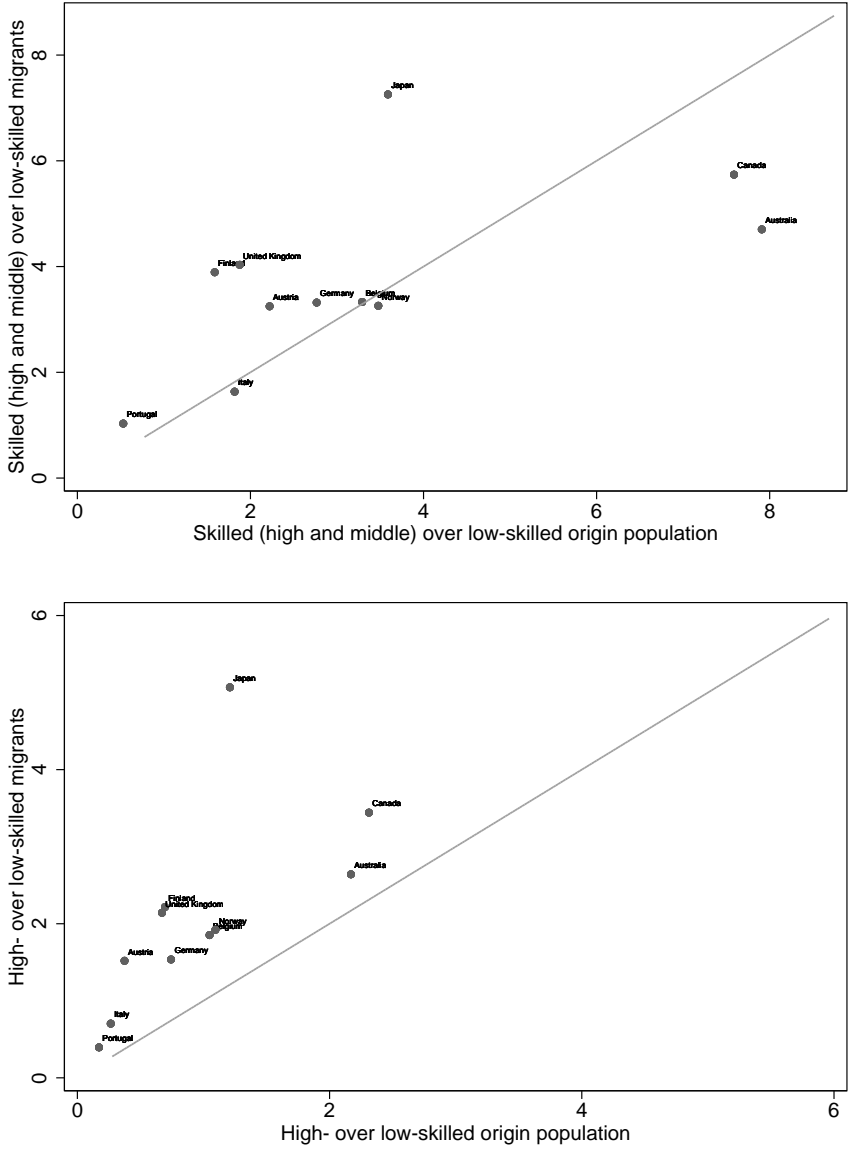 Skilled (high and middle) over low-skilled migrants
8
6
4
2
0
Japan
Canada
Australia
United Kingdom
Finland
Germany
Belgium
Austria
Norway
Italy
Portugal
0 2 4 6 8
Skilled (high and middle) over low-skilled origin population
High- over low-skilled migrants
6
4
2
0
Japan
Canada
Australia
Finland
United Kingdom
Norway
Belgium
Austria
Germany
Italy
Portugal
0 2 4 6
High- over low-skilled origin population